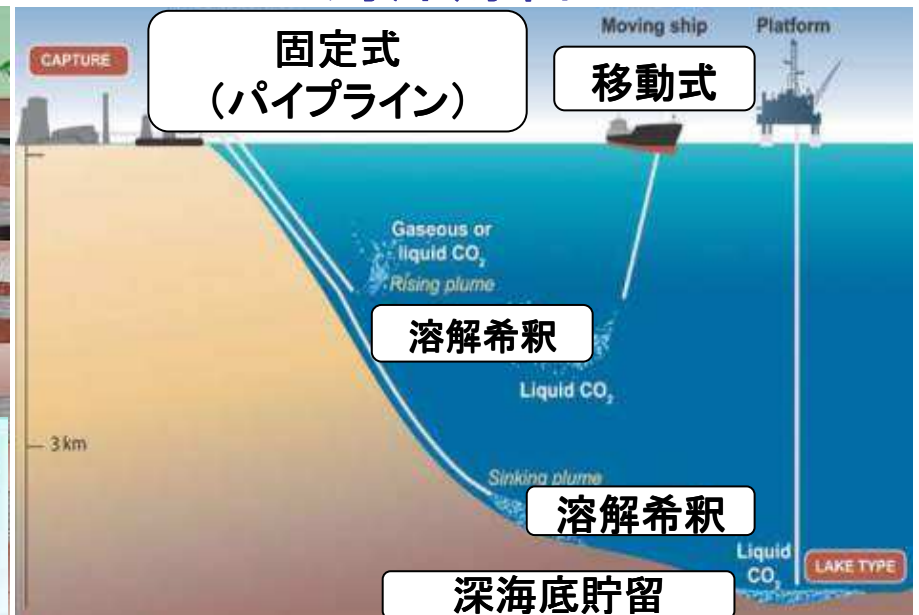 CAPTURE
固定式
(パイプライン)
Moving ship
移動式
Platform
Gaseous or
liquid CO₂
Rising plume
溶解希釈
Liquid CO₂
3 km
Sinking plume
溶解希釈
Liquid
CO₂
LAKE TYPE
深海底貯留